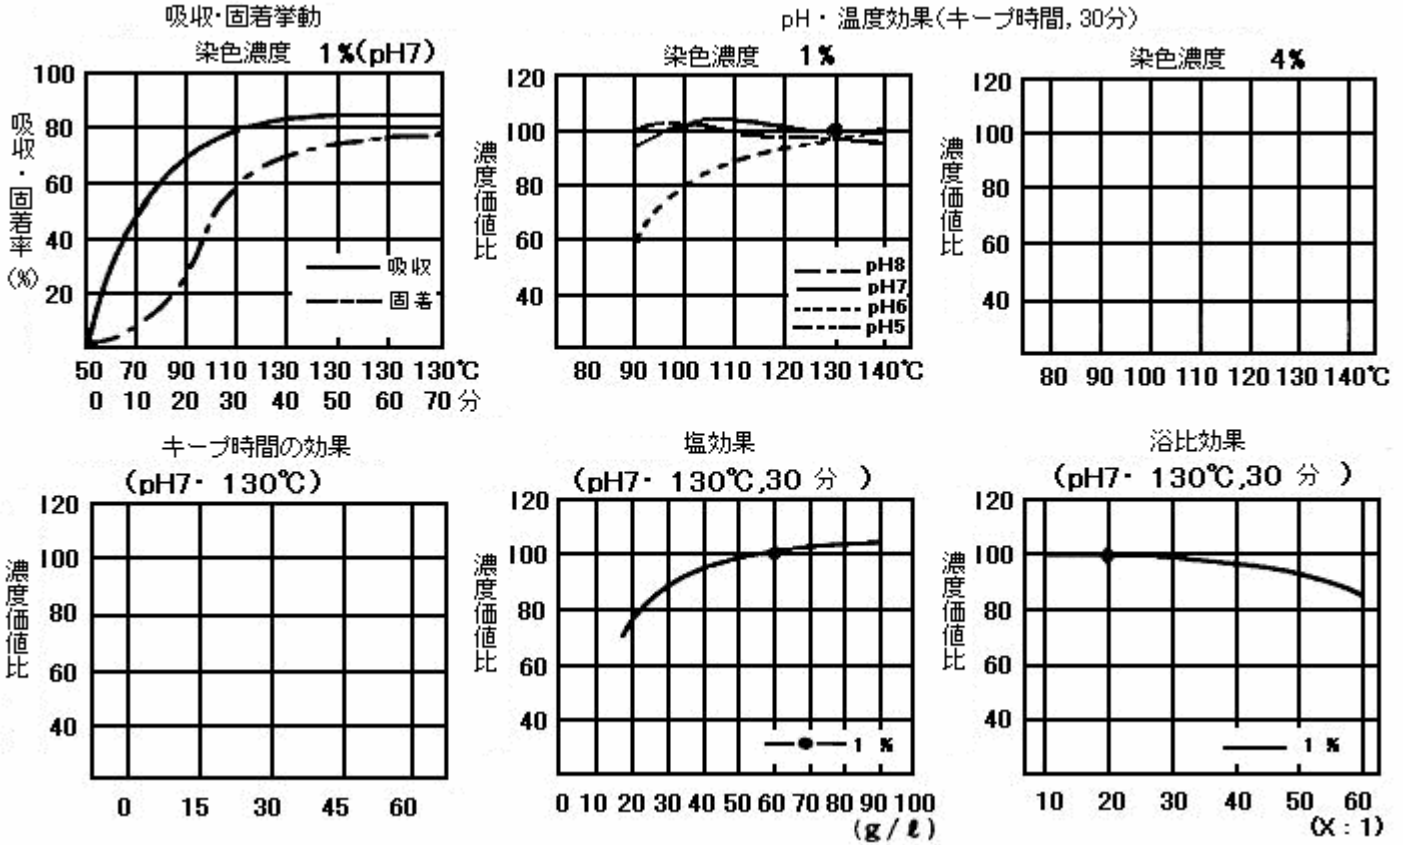 吸収・固着挙動
染色濃度 1%(pH7)
100
80
60
40
20
吸収・固着率(%)
吸収
固着
50 70 90 110 130 130 130 130℃
0 10 20 30 40 50 60 70分
pH・温度効果(キープ時間,30分)
染色濃度 1%
120
100
80
60
40
濃度価値比
pH8
pH7
pH6
pH5
80 90 100 110 120 130 140℃
染色濃度 4%
120
100
80
60
40
濃度価値比
80 90 100 110 120 130 140℃
キープ時間の効果
(pH7・ 130℃)
120
100
80
60
40
濃度価値比
0 15 30 45 60
塩効果
(pH7・ 130℃,30 分 )
120
100
80
60
40
濃度価値比
1 %
0 10 20 30 40 50 60 70 80 90 100
(g/ℓ)
浴比効果
(pH7・ 130℃,30 分 )
120
100
80
60
40
濃度価値比
1 %
10 20 30 40 50 60
(X:1)